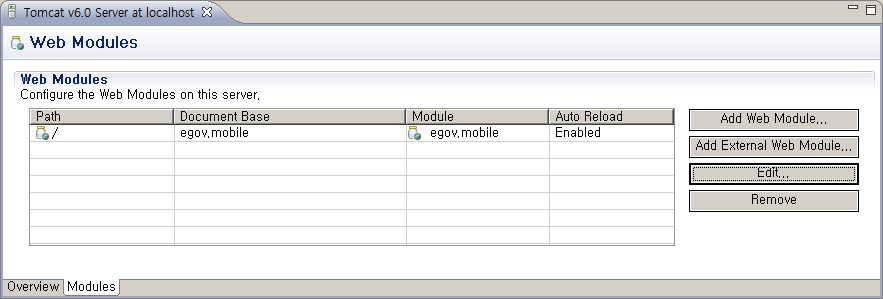 Tomcat v6.0 Server at localhost
Web Modules
Web Modules
Configure the Web Modules on this server.
Path Document Base Module Auto Reload
/ egov.mobile egov.mobile Enabled
Add Web Module...
Add External Web Module...
Edit...
Remove
Overview Modules